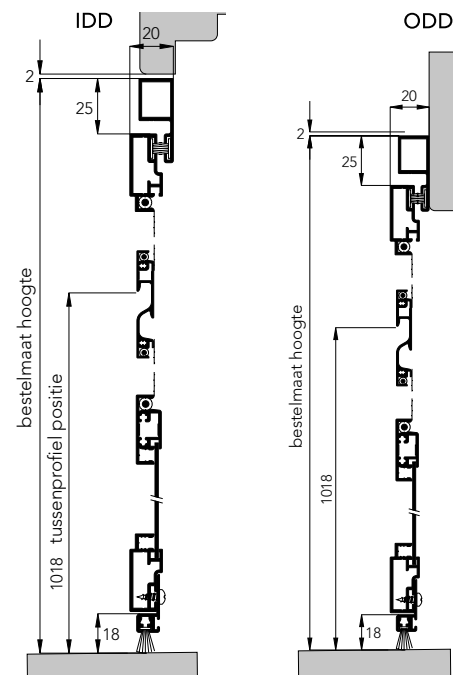 IDD
20
2
25
bestelmaat hoogte
1018 tussenprofiel positie
18
ODD
20
2
25
bestelmaat hoogte
1018
18